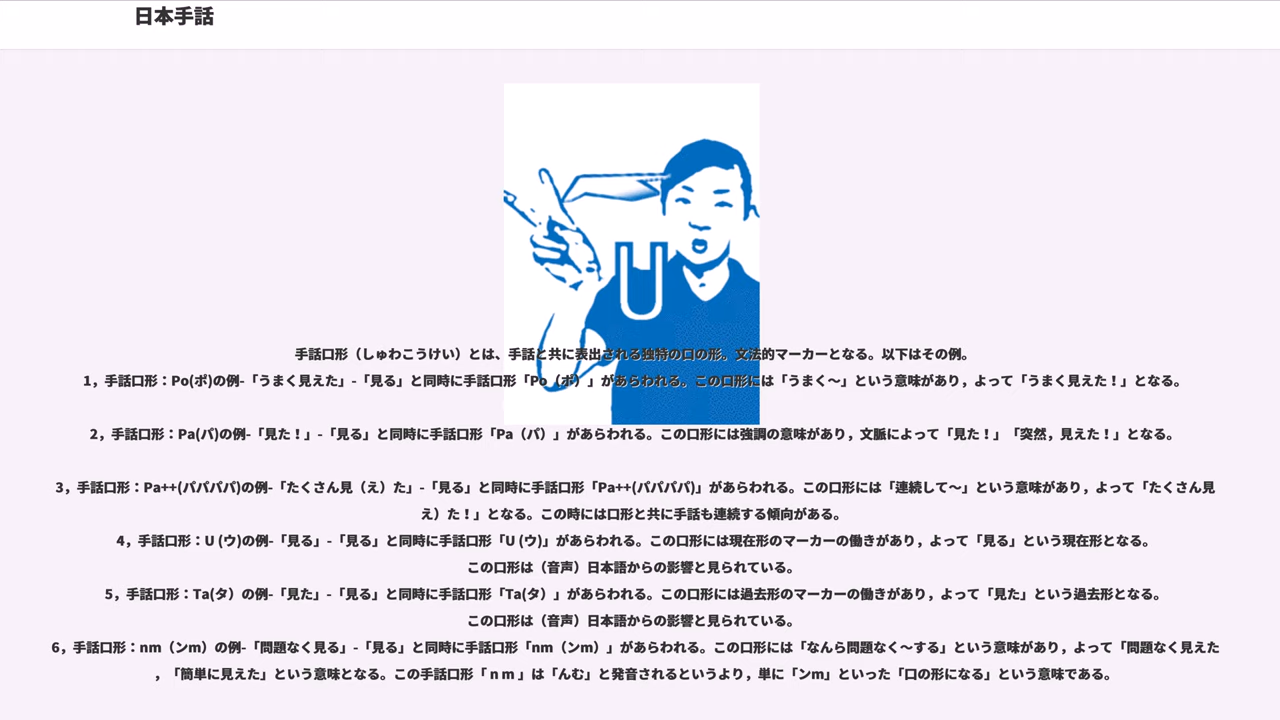 日本手話
U
手話口形（しゅわこうけい）とは、手話と共に表出される独特の口の形。文法的マーカーとなる。以下はその例。
1，手話口形：Po(ポ)の例-「うまく見えた」-「見る」と同時に手話口形「Po（ポ）」があらわれる。この口形には「うまく〜」という意味があり，よって「うまく見えた！」となる。
2，手話口形：Pa(パ)の例-「見た！」-「見る」と同時に手話口形「Pa（パ）」があらわれる。この口形には強調の意味があり，文脈によって「見た！」「突然，見えた！」となる。
3，手話口形：Pa++(パパパパ)の例-「たくさん見（え）た」-「見る」と同時に手話口形「Pa++(パパパパ)」があらわれる。この口形には「連続して〜」という意味があり，よって「たくさん見
え）た！」となる。この時には口形と共に手話も連続する傾向がある。
4，手話口形：U (ウ)の例-「見る」-「見る」と同時に手話口形「U (ウ)」があらわれる。この口形には現在形のマーカーの働きがあり，よって「見る」という現在形となる。
この口形は（音声）日本語からの影響と見られている。
5，手話口形：Ta(タ）の例-「見た」-「見る」と同時に手話口形「Ta(タ）」があらわれる。この口形には過去形のマーカーの働きがあり，よって「見た」という過去形となる。
この口形は（音声）日本語からの影響と見られている。
6，手話口形：nm（ンm）の例-「問題なく見る」-「見る」と同時に手話口形「nm（ンm）」があらわれる。この口形には「なんら問題なく〜する」という意味があり，よって「問題なく見えた
，「簡単に見えた」という意味となる。この手話口形「 n m 」は「んむ」と発音されるというより，単に「ンm」といった「口の形になる」という意味である。